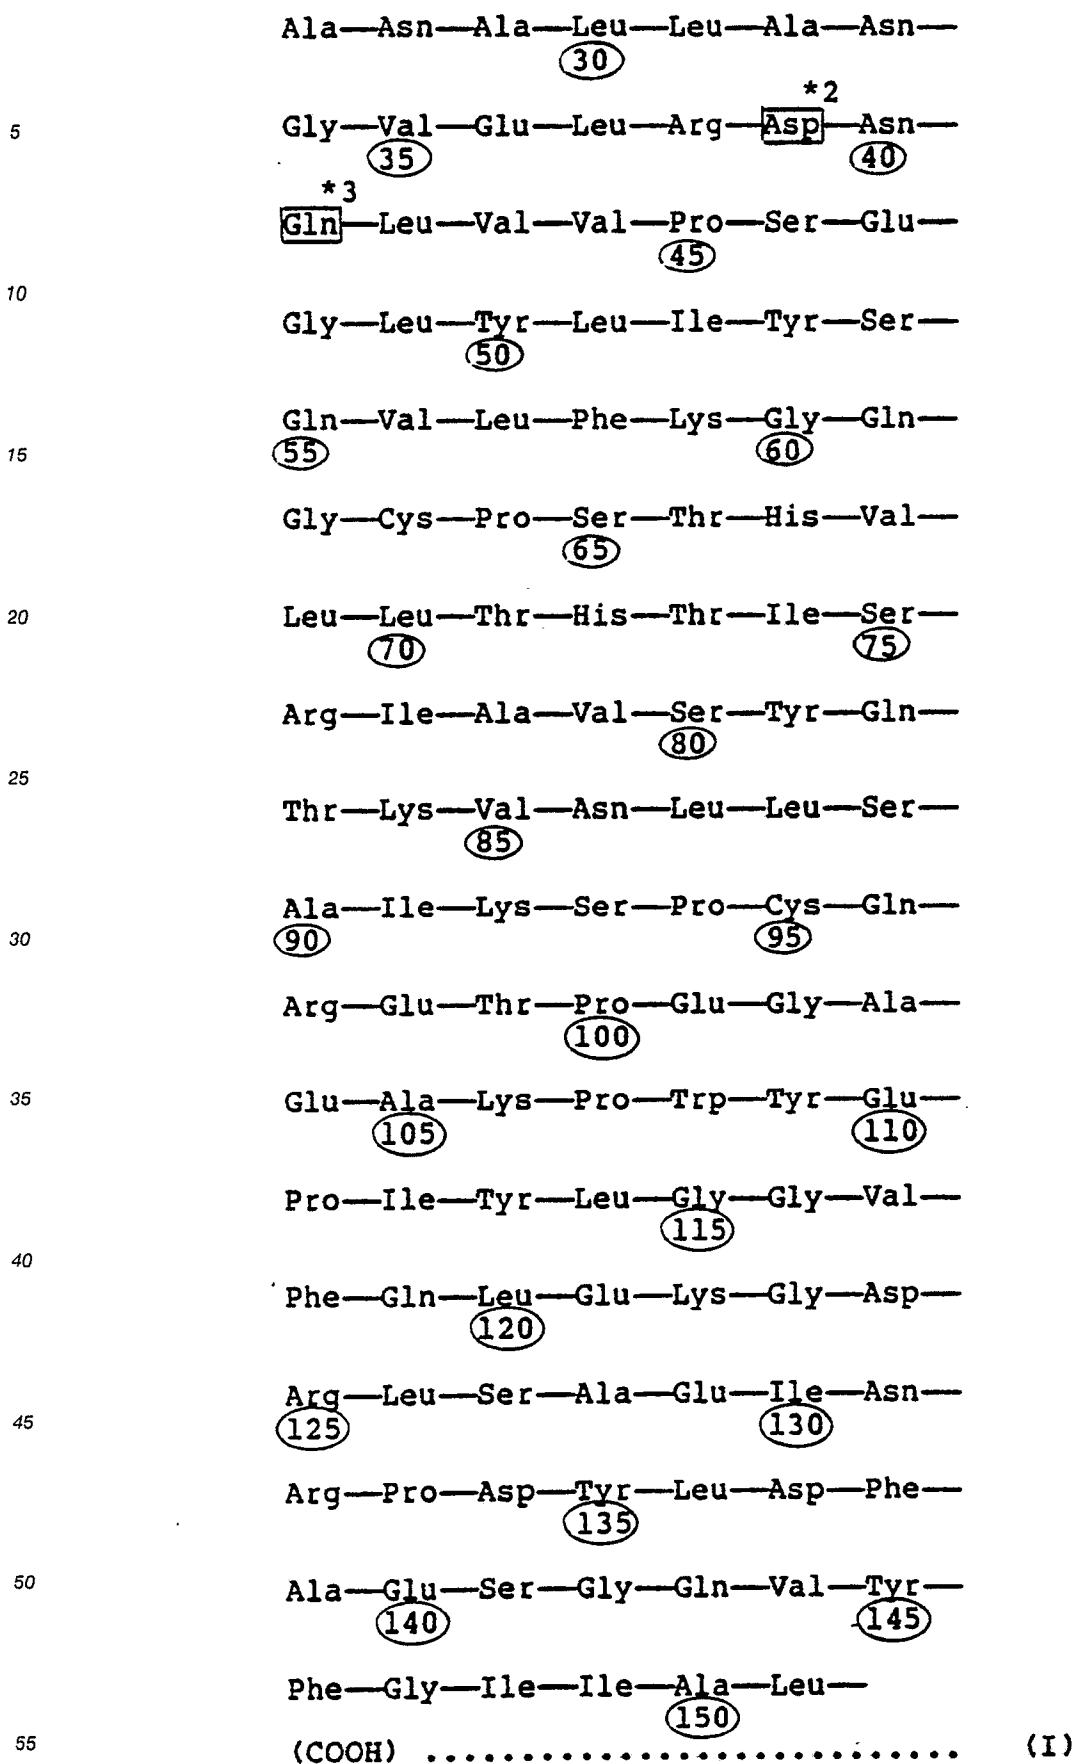 Ala—Asn—Ala—Leu—Leu—Ala—Asn—
30
*2
5 Gly—Val—Glu—Leu—Arg—Asp—Asn—
35 40
*3
Gln—Leu—Val—Val—Pro—Ser—Glu
45
10
Gly—Leu—Tyr—Leu—Ile—Tyr—Ser—
50
Gln—Val—Leu—Phe—Lys—Gly—Gln—
15 55 60
Gly—Cys—Pro—Ser—Thr—His—Val—
65
20 Leu—Leu—Thr—His—Thr—Ile—Ser—
70 75
Arg—Ile—Ala—Val—Ser—Tyr—Gln—
80
25
Thr—Lys—Val—Asn—Leu—Leu—Ser—
85
Ala—Ile—Lys—Ser—Pro—Cys—Gln—
30 90 95
Arg—Glu—Thr—Pro—Glu—Gly—Ala—
100
35 Glu—Ala—Lys—Pro—Trp—Tyr—Glu—
105 110
Pro—Ile—Tyr—Leu—Gly—Gly—Val—
115
40
Phe—Gln—Leu—Glu—Lys—Gly—Asp—
120
Arg—Leu—Ser—Ala—Glu—Ile—Asn—
45 125 130
Arg—Pro—Asp—Tyr—Leu—Asp—Phe—
135
50 Ala—Glu—Ser—Gly—Gln—Val—Tyr—
140 145
Phe—Gly—Ile—Ile—Ala—Leu—
150
55 (COOH) ............................ (I)